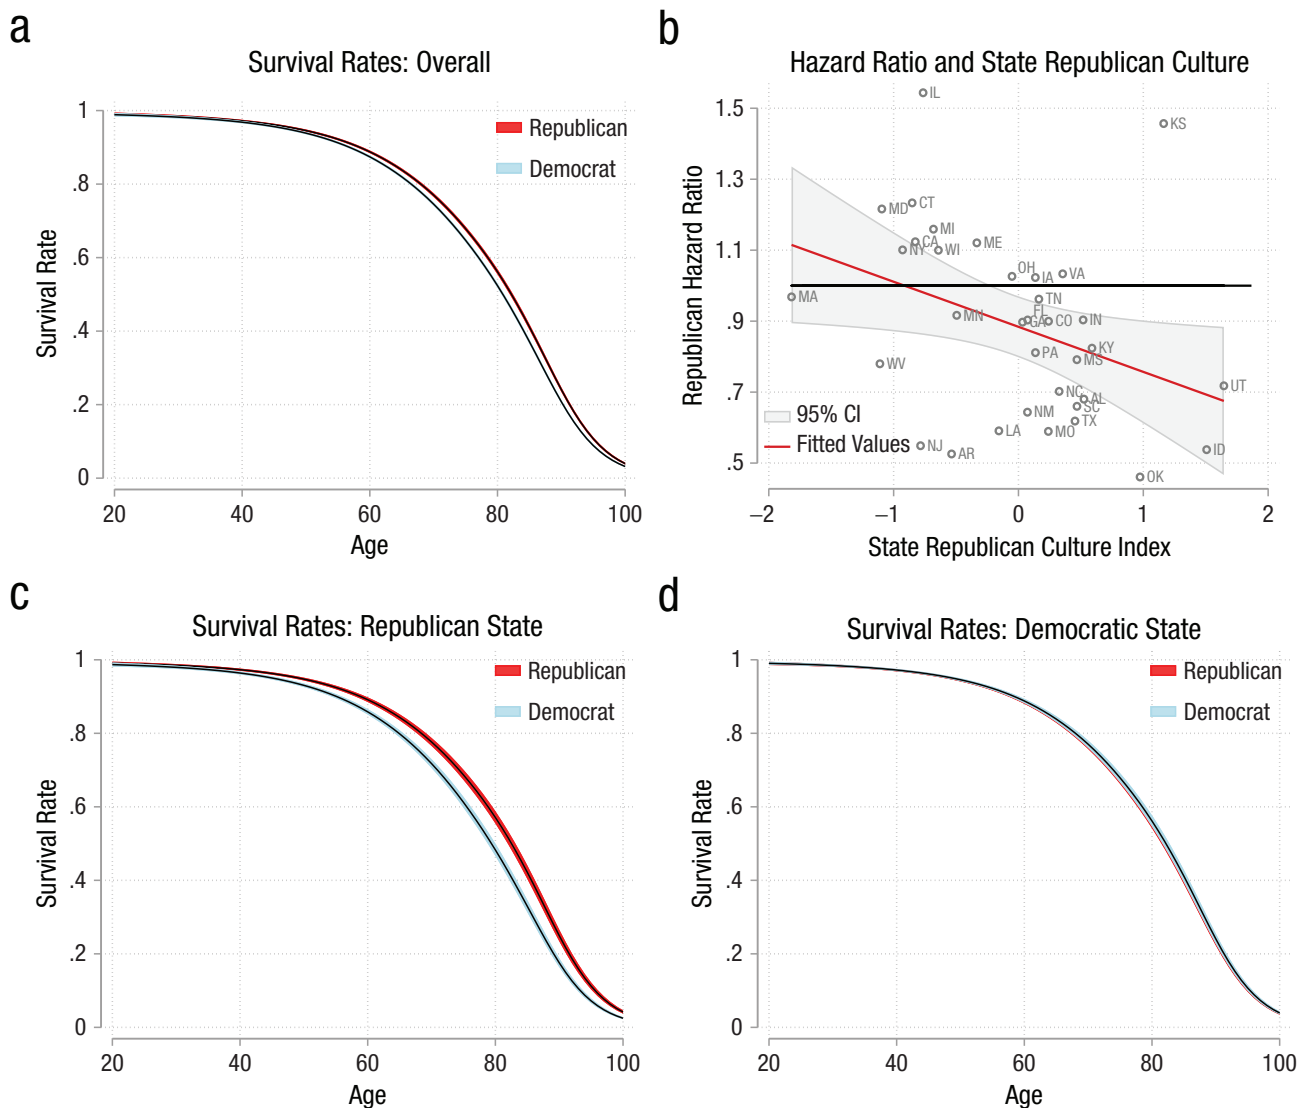 a
Survival Rates: Overall
1
.8
.6
.4
.2
0
Survival Rate
20 40 60 80 100
Age
Republican
Democrat
b
Hazard Ratio and State Republican Culture
1.5
1.3
1.1
.9
.7
.5
Republican Hazard Ratio
IL
KS
CT
MD
MI
CA
ME
NY
WI
OH
IA
VA
MA
TN
FL
MN
GA
CO
IN
KY
PA
MS
WV
UT
NC
AL
SC
NM
TX
LA
MO
NJ
AR
ID
OK
95% CI
Fitted Values
−2 −1 0 1 2
State Republican Culture Index
c
Survival Rates: Republican State
1
.8
.6
.4
.2
0
Survival Rate
20 40 60 80 100
Age
Republican
Democrat
d
Survival Rates: Democratic State
1
.8
.6
.4
.2
0
Survival Rate
20 40 60 80 100
Age
Republican
Democrat